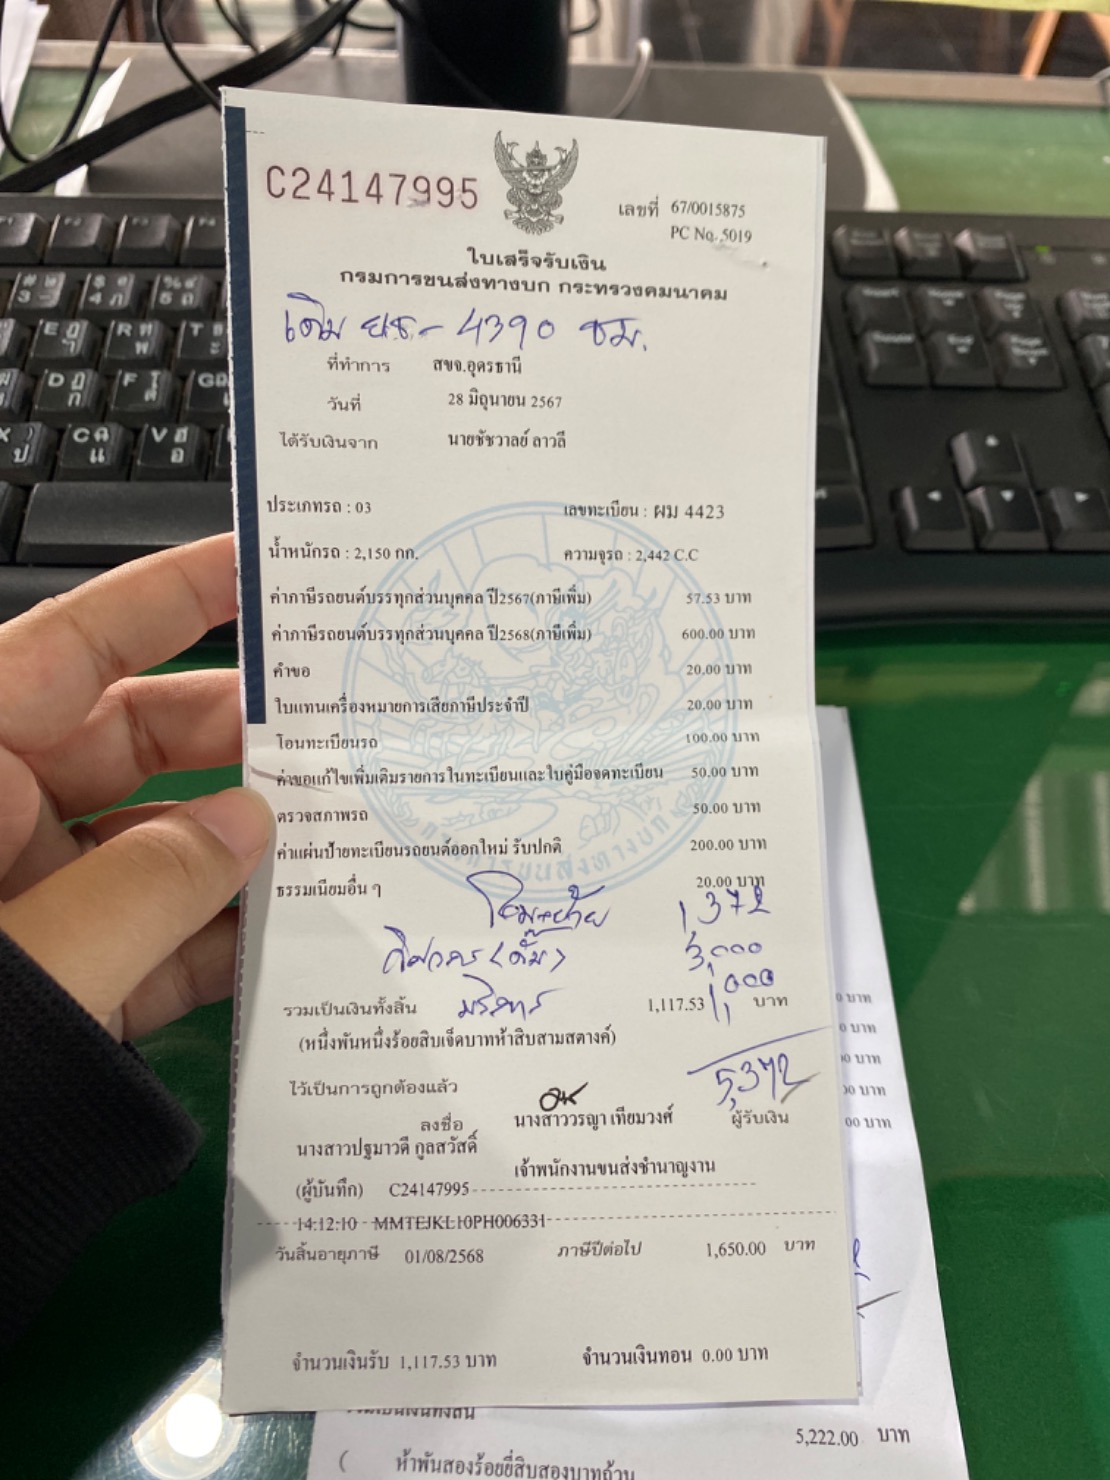 C24147995
เลขที่ 67/0015875
PC No. 5019
ใบเสร็จรับเงิน
กรมการขนส่งทางบก กระทรวงคมนาคม
เดิม ยธ - 4390 ชม.
ที่ทำการ สขจ.อุดรธานี
วันที่ 28 มิถุนายน 2567
ได้รับเงินจาก นายชัชวาลย์ ลาวลี
ประเภทรถ : 03 เลขทะเบียน : ผม 4423
น้ำหนักรถ : 2,150 กก. ความจุรถ : 2,442 C.C
ค่าภาษีรถยนต์บรรทุกส่วนบุคคล ปี2567(ภาษีเพิ่ม) 57.53 บาท
ค่าภาษีรถยนต์บรรทุกส่วนบุคคล ปี2568(ภาษีเพิ่ม) 600.00 บาท
คำขอ 20.00 บาท
ใบแทนเครื่องหมายการเสียภาษีประจำปี 20.00 บาท
โอนทะเบียนรถ 100.00 บาท
ค่าขอแก้ไขเพิ่มเติมรายการในทะเบียนและใบคู่มือจดทะเบียน 50.00 บาท
ตรวจสภาพรถ 50.00 บาท
ค่าแผ่นป้ายทะเบียนรถยนต์ออกใหม่ รับปกติ 200.00 บาท
ธรรมเนียมอื่น ๆ 20.00 บาท
โอน+ย้าย 1,372
วิศวกร (ดั๊ม) 3,000
บริการ 1,000
รวมเป็นเงินทั้งสิ้น 1,117.53 บาท
(หนึ่งพันหนึ่งร้อยสิบเจ็ดบาทห้าสิบสามสตางค์)
5,372
ไว้เป็นการถูกต้องแล้ว
ลงชื่อ นางสาววรญา เทียมวงศ์ ผู้รับเงิน
นางสาวปฐมาวดี กูลสวัสดิ์
เจ้าพนักงานขนส่งชำนาญงาน
(ผู้บันทึก) C24147995
14:12:10 MMTEJKL10PH006331
วันสิ้นอายุภาษี 01/08/2568 ภาษีปีต่อไป 1,650.00 บาท
จำนวนเงินรับ 1,117.53 บาท จำนวนเงินทอน 0.00 บาท
5,222.00 บาท
( ห้าพันสองร้อยยี่สิบสองบาทถ้วน